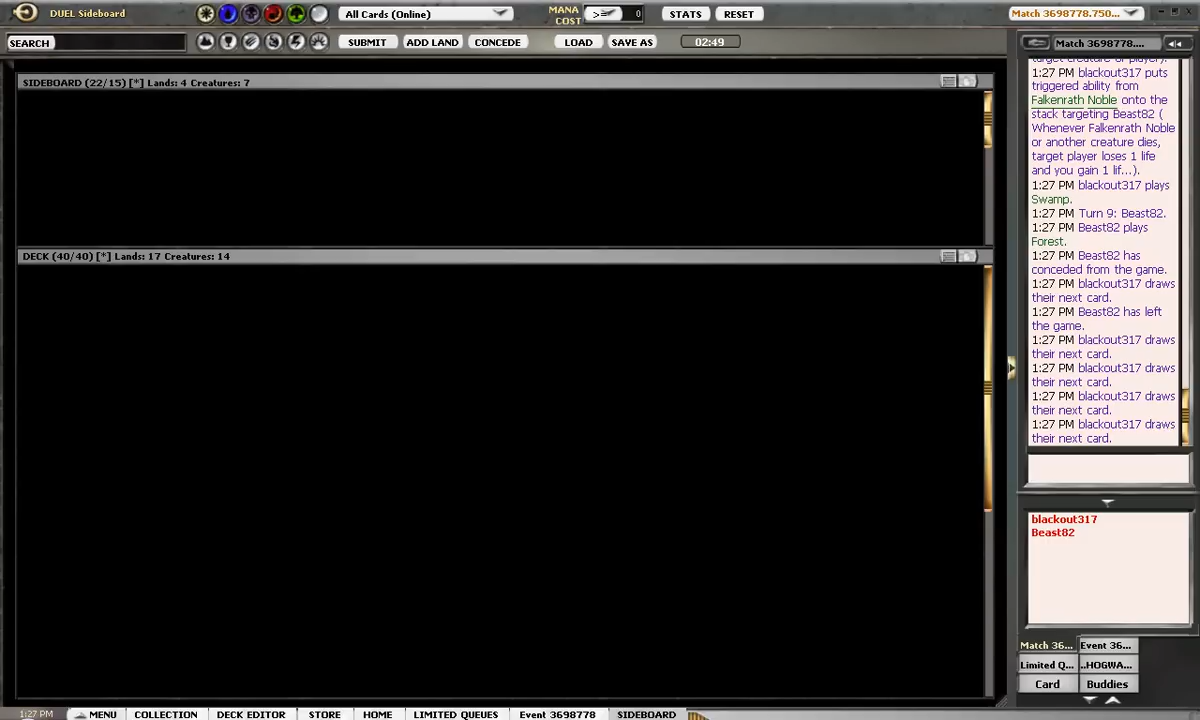 DUEL Sideboard
All Cards (Online)
MANA
COST
>=
0
STATS
RESET
Match 3698778.750...
SEARCH
SUBMIT
ADD LAND
CONCEDE
LOAD
SAVE AS
02:49
Match 3698778....
SIDEBOARD (22/15) [*] Lands: 4 Creatures: 7
DECK (40/40) [*] Lands: 17 Creatures: 14
target creature or player).
1:27 PM blackout317 puts
triggered ability from
Falkenrath Noble onto the
stack targeting Beast82 (
Whenever Falkenrath Noble
or another creature dies,
target player loses 1 life
and you gain 1 lif...).
1:27 PM blackout317 plays
Swamp.
1:27 PM Turn 9: Beast82.
1:27 PM Beast82 plays
Forest.
1:27 PM Beast82 has
conceded from the game.
1:27 PM blackout317 draws
their next card.
1:27 PM Beast82 has left
the game.
1:27 PM blackout317 draws
their next card.
1:27 PM blackout317 draws
their next card.
1:27 PM blackout317 draws
their next card.
1:27 PM blackout317 draws
their next card.
blackout317
Beast82
Match 36...
Event 36...
Limited Q...
..HOGWA...
Card
Buddies
1:27 PM
MENU
COLLECTION
DECK EDITOR
STORE
HOME
LIMITED QUEUES
Event 3698778
SIDEBOARD